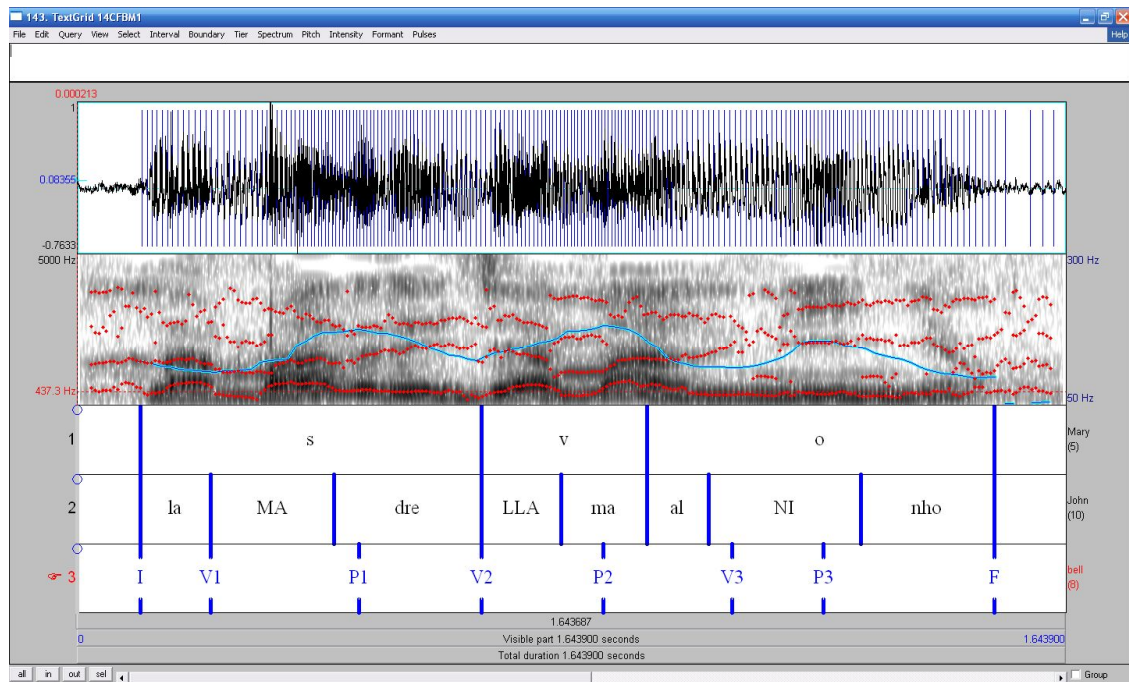 143. TextGrid 14CFBM1
File Edit Query View Select Interval Boundary Tier Spectrum Pitch Intensity Formant Pulses Help
0.000213
1
0.08355
-0.7633
5000 Hz 300 Hz
437.3 Hz 50 Hz
1 s v o Mary (5)
2 la MA dre LLA ma al NI nho John (10)
3 I V1 P1 V2 P2 V3 P3 F bell (8)
1.643687
0 Visible part 1.643900 seconds 1.643900
Total duration 1.643900 seconds
all in out sel Group